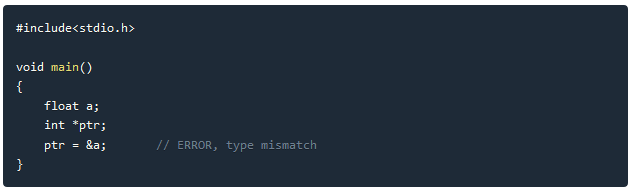 #include<stdio.h>
void main()
{
    float a;
    int *ptr;
    ptr = &a;       // ERROR, type mismatch
}